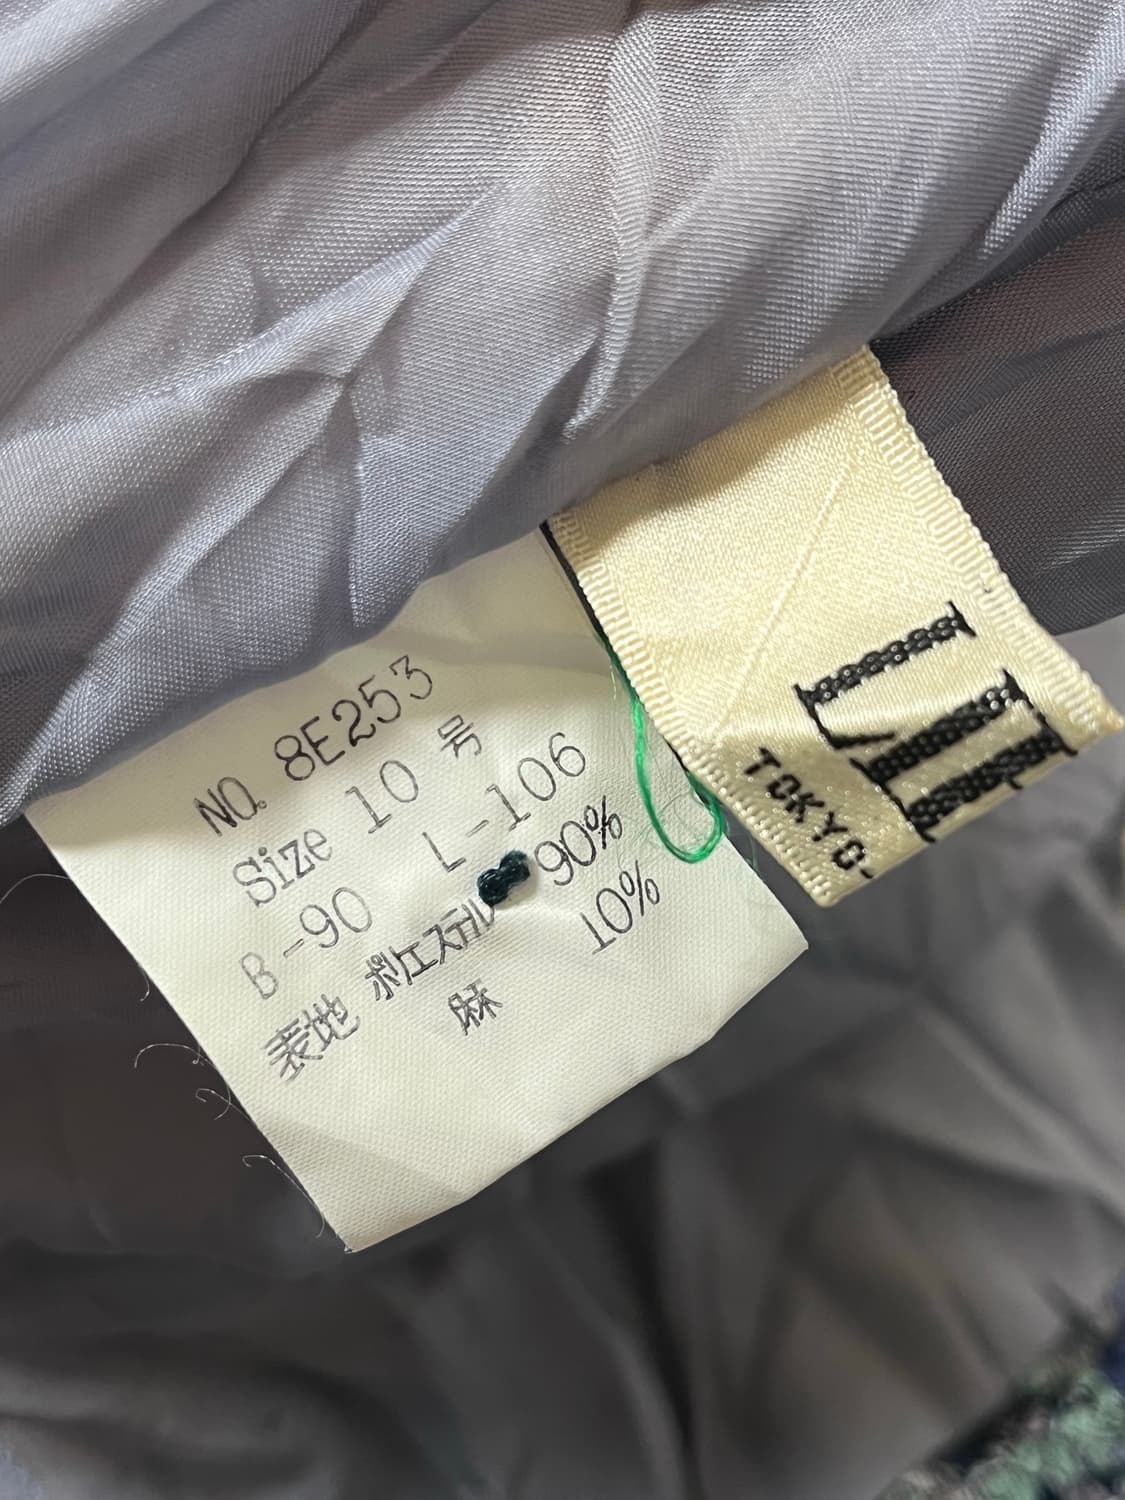 NO. 8E253
Size 10 号
B-90 L-106
表地 ポリエステル 90%
麻 10%
TOKYO-